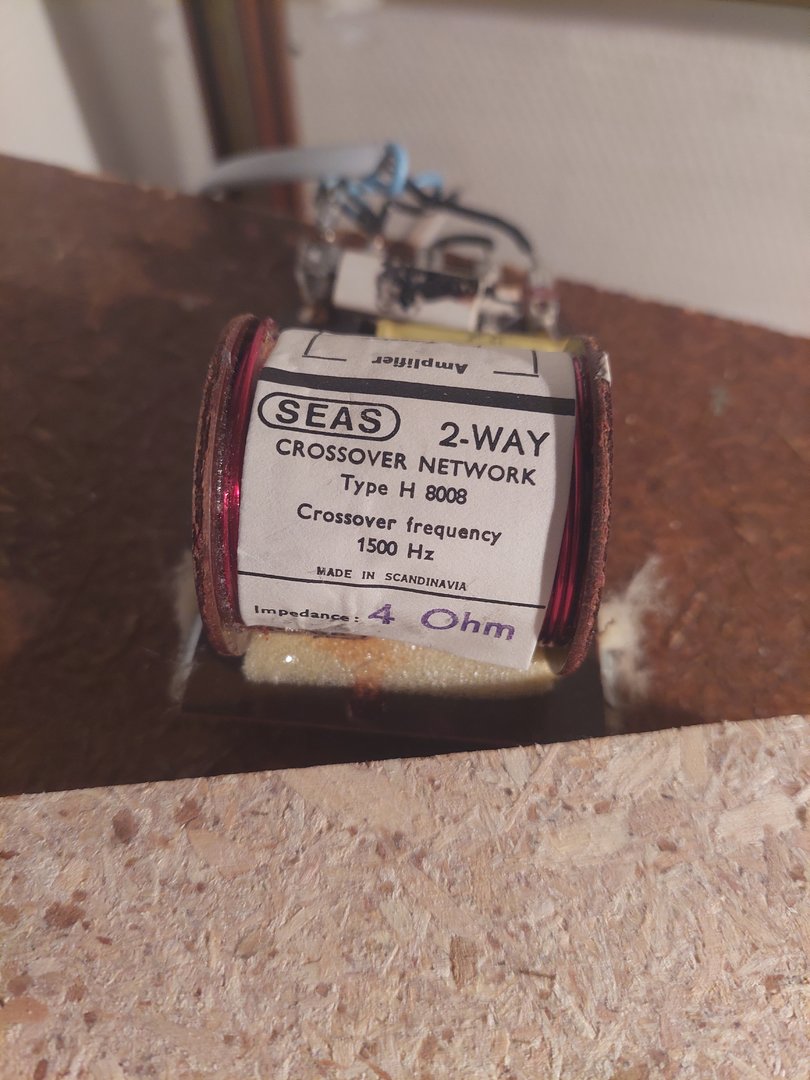 Amplifier
SEAS 2-WAY
CROSSOVER NETWORK
Type H 8008
Crossover frequency
1500 Hz
MADE IN SCANDINAVIA
Impedance: 4 Ohm